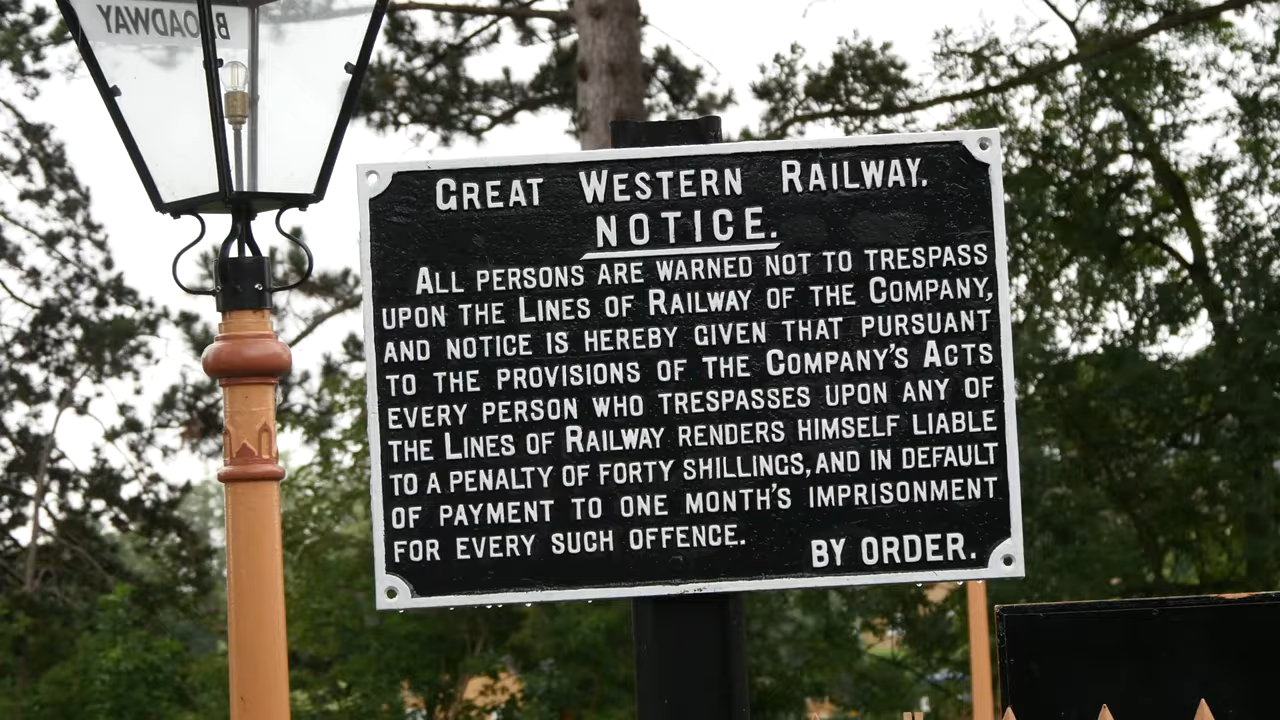 BROADWAY
GREAT WESTERN RAILWAY.
NOTICE.
ALL PERSONS ARE WARNED NOT TO TRESPASS
UPON THE LINES OF RAILWAY OF THE COMPANY,
AND NOTICE IS HEREBY GIVEN THAT PURSUANT
TO THE PROVISIONS OF THE COMPANY'S ACTS
EVERY PERSON WHO TRESPASSES UPON ANY OF
THE LINES OF RAILWAY RENDERS HIMSELF LIABLE
TO A PENALTY OF FORTY SHILLINGS, AND IN DEFAULT
OF PAYMENT TO ONE MONTH'S IMPRISONMENT
FOR EVERY SUCH OFFENCE.
BY ORDER.